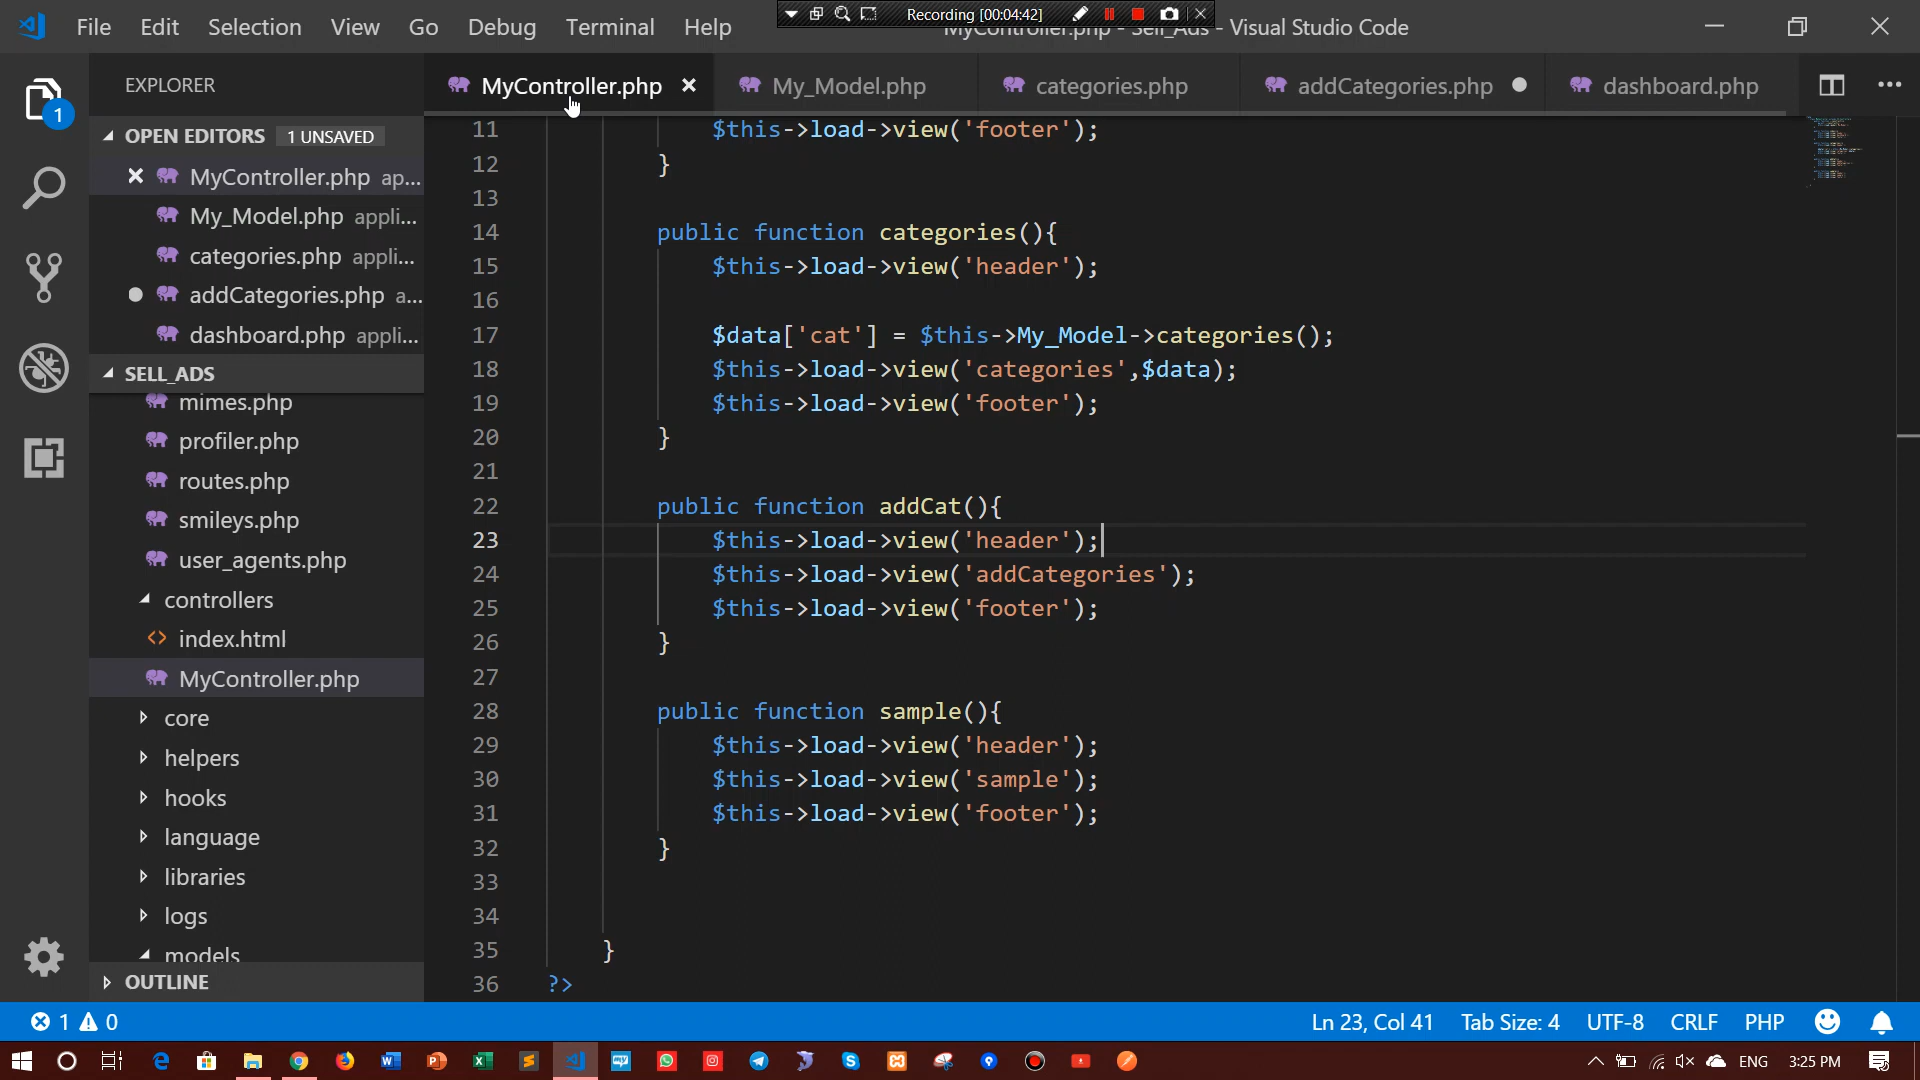 File Edit Selection View Go Debug Terminal Help
Recording [00:04:42]
MyController.php - Sell_Ads - Visual Studio Code
1
EXPLORER
OPEN EDITORS 1 UNSAVED
MyController.php ap...
My_Model.php appli...
categories.php appli...
addCategories.php a...
dashboard.php appli...
SELL_ADS
mimes.php
profiler.php
routes.php
smileys.php
user_agents.php
controllers
<> index.html
MyController.php
core
helpers
hooks
language
libraries
logs
models
OUTLINE
MyController.php My_Model.php categories.php addCategories.php dashboard.php
11 $this->load->view('footer');
12 }
13
14 public function categories(){
15 $this->load->view('header');
16
17 $data['cat'] = $this->My_Model->categories();
18 $this->load->view('categories',$data);
19 $this->load->view('footer');
20 }
21
22 public function addCat(){
23 $this->load->view('header');
24 $this->load->view('addCategories');
25 $this->load->view('footer');
26 }
27
28 public function sample(){
29 $this->load->view('header');
30 $this->load->view('sample');
31 $this->load->view('footer');
32 }
33
34
35 }
36 ?>
1 0 Ln 23, Col 41 Tab Size: 4 UTF-8 CRLF PHP
ENG 3:25 PM